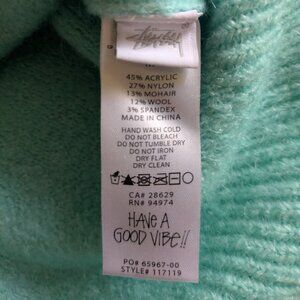 Stüssy
M
45% ACRYLIC
27% NYLON
13% MOHAIR
12% WOOL
3% SPANDEX
MADE IN CHINA
HAND WASH COLD
DO NOT BLEACH
DO NOT TUMBLE DRY
DO NOT IRON
DRY FLAT
DRY CLEAN
CA# 28629
RN# 94974
HAVE A
GOOD VIBE!!
PO# 65967-00
STYLE# 117119